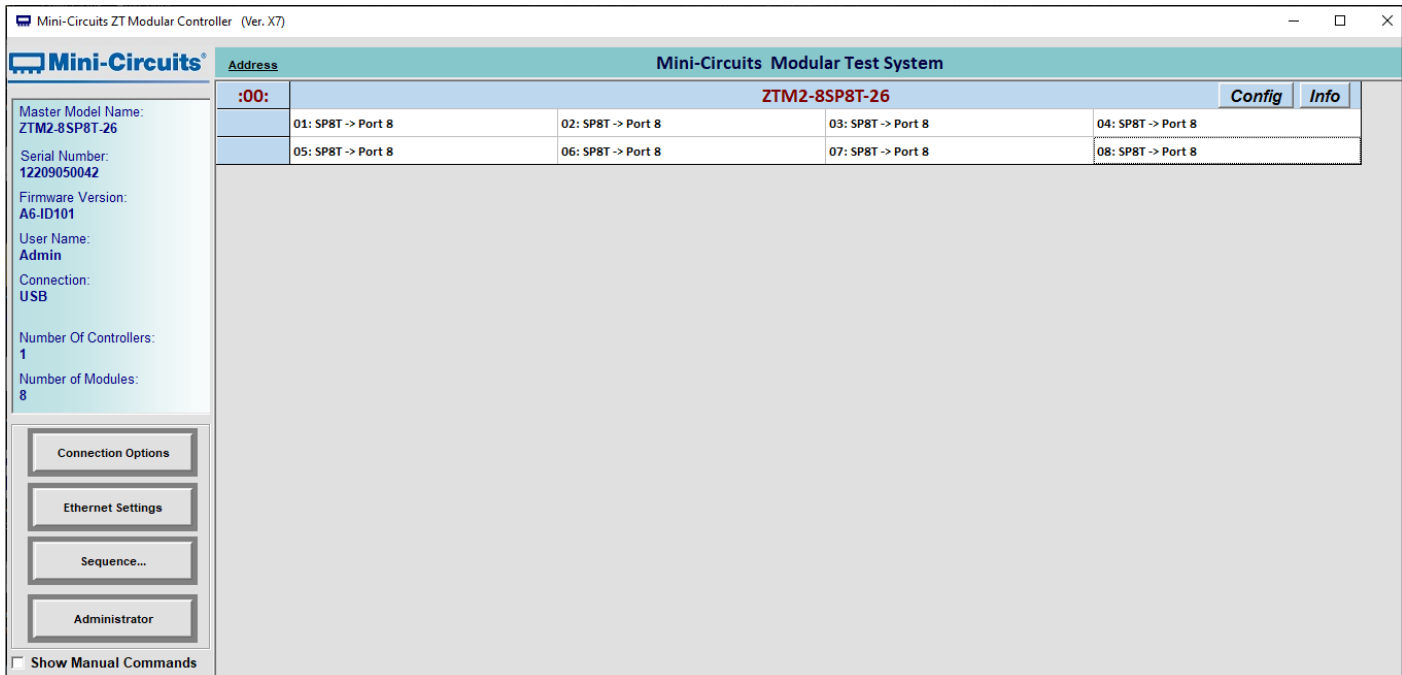 Mini-Circuits ZT Modular Controller (Ver. X7)
Mini-Circuits®
Address
Mini-Circuits Modular Test System
:00:
ZTM2-8SP8T-26
Config
Info
01: SP8T -> Port 8
02: SP8T -> Port 8
03: SP8T -> Port 8
04: SP8T -> Port 8
05: SP8T -> Port 8
06: SP8T -> Port 8
07: SP8T -> Port 8
08: SP8T -> Port 8
Master Model Name:
ZTM2-8SP8T-26
Serial Number:
12209050042
Firmware Version:
A6-ID101
User Name:
Admin
Connection:
USB
Number Of Controllers:
1
Number of Modules:
8
Connection Options
Ethernet Settings
Sequence...
Administrator
Show Manual Commands